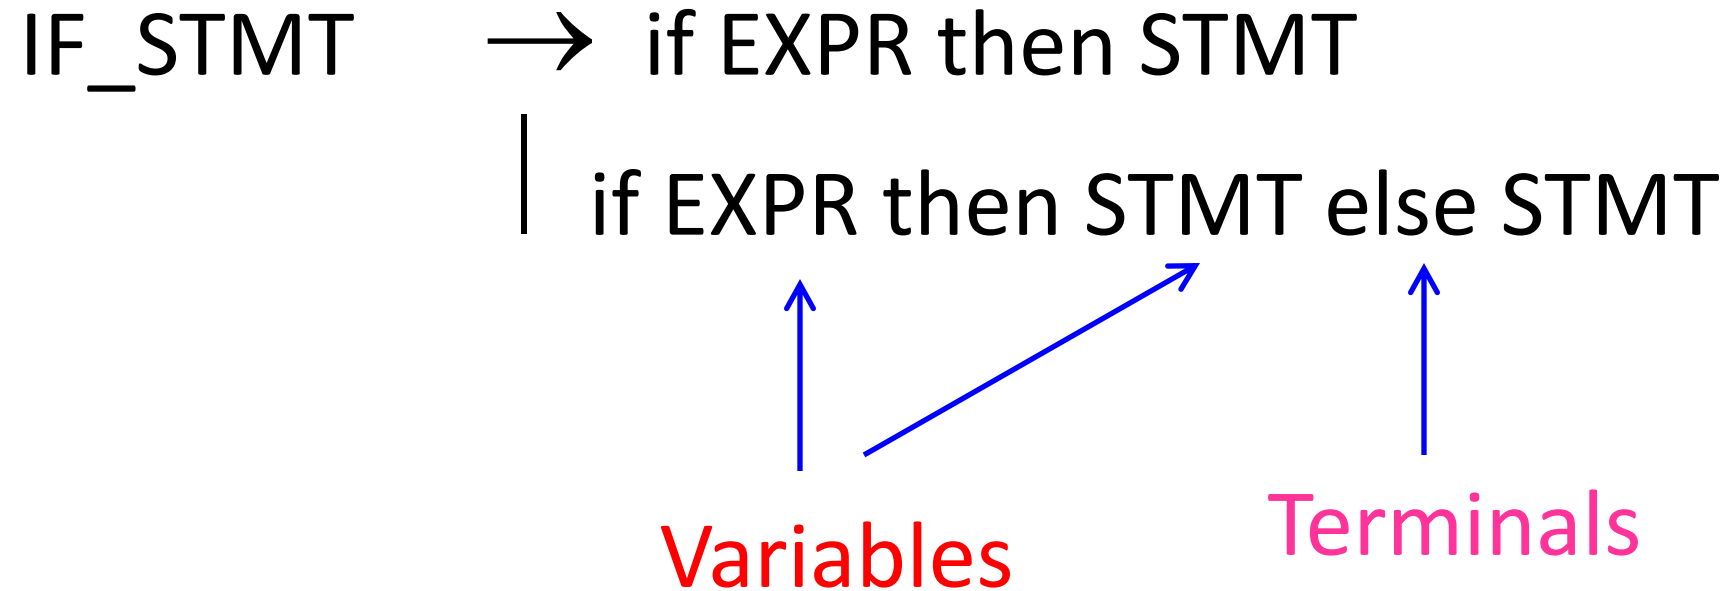 IF_STMT → if EXPR then STMT
| if EXPR then STMT else STMT
Variables
Terminals